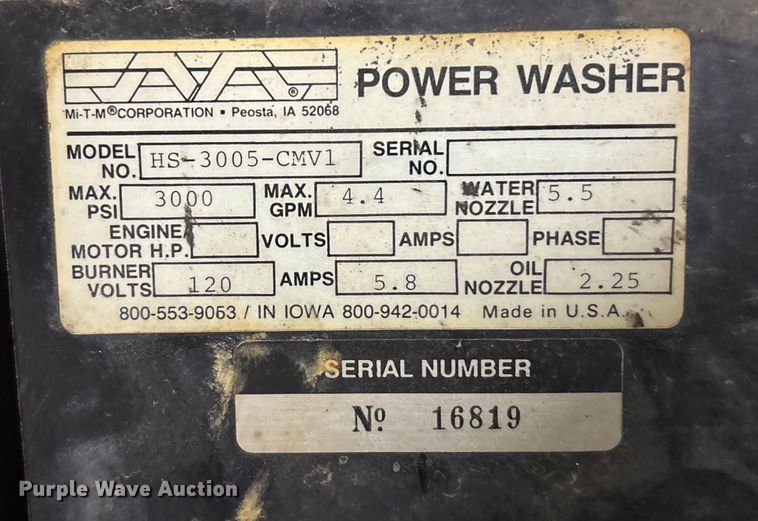 POWER WASHER
®
Mi-T-M® CORPORATION ▪ Peosta, IA 52068
MODEL NO. HS-3005-CMV1 SERIAL NO.
MAX. PSI 3000 MAX. GPM 4.4 WATER NOZZLE 5.5
ENGINE/ MOTOR H.P. VOLTS AMPS PHASE
BURNER VOLTS 120 AMPS 5.8 OIL NOZZLE 2.25
800-553-9053 / IN IOWA 800-942-0014 Made in U.S.A.
SERIAL NUMBER
Nº 16819
Purple Wave Auction